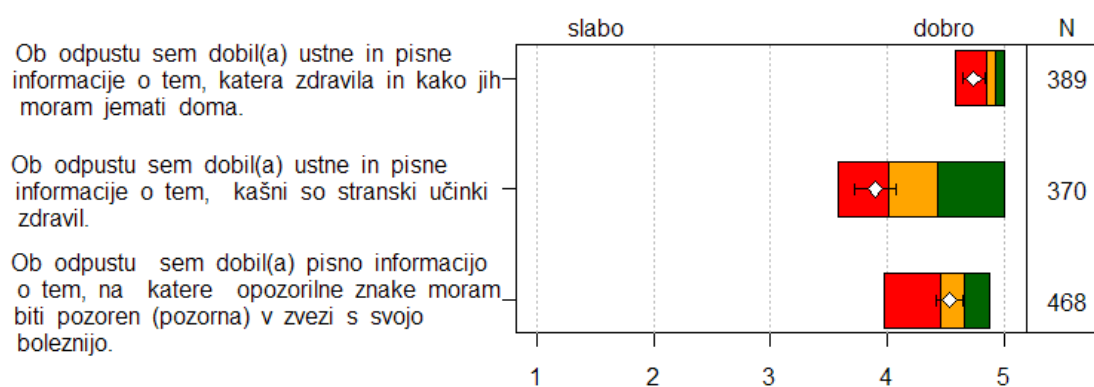 slabo dobro N
Ob odpustu sem dobil(a) ustne in pisne
informacije o tem, katera zdravila in kako jih
moram jemati doma.
389
Ob odpustu sem dobil(a) ustne in pisne
informacije o tem, kašni so stranski učinki
zdravil.
370
Ob odpustu sem dobil(a) pisno informacijo
o tem, na katere opozorilne znake moram
biti pozoren (pozorna) v zvezi s svojo
boleznijo.
468
1 2 3 4 5